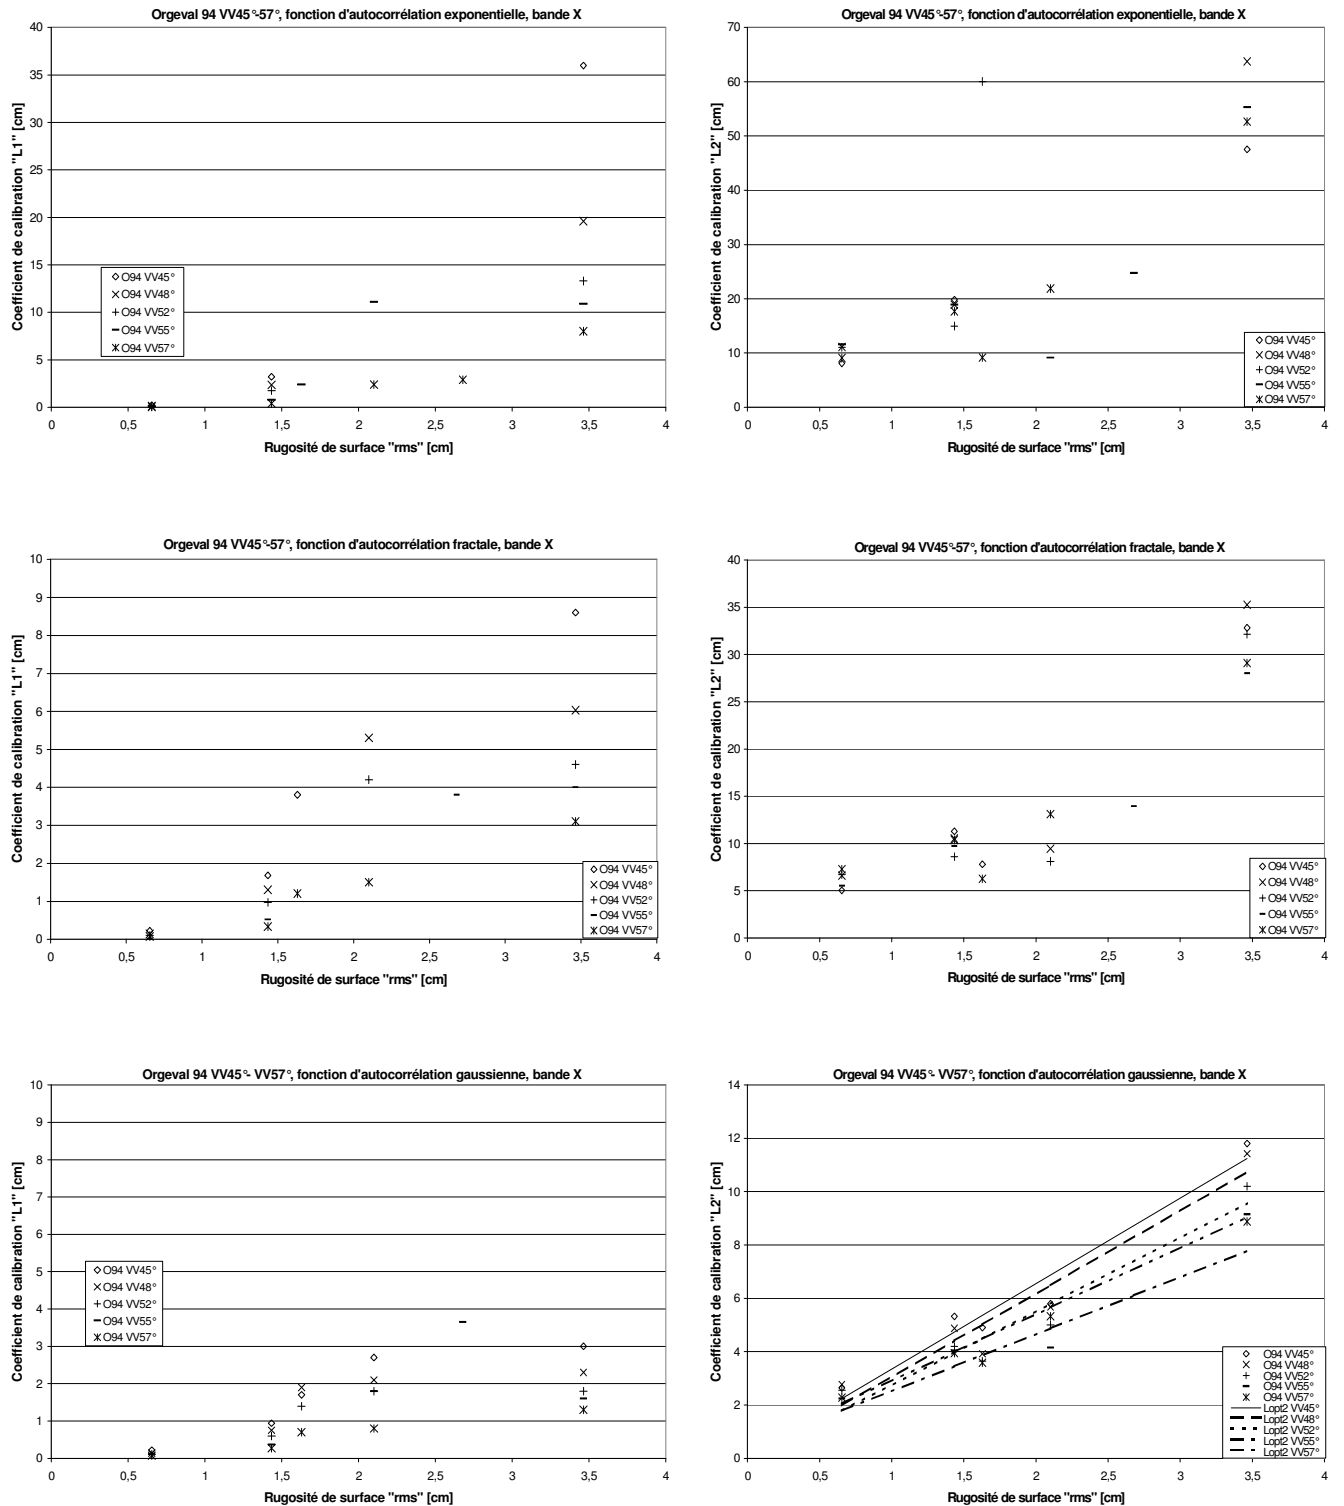 Orgeval 94 VV45°-57°, fonction d'autocorrélation exponentielle, bande X
Coefficient de calibration "L1" [cm]
40
35
30
25
20
15
10
5
0
O94 VV45°
O94 VV48°
O94 VV52°
O94 VV55°
O94 VV57°
0 0,5 1 1,5 2 2,5 3 3,5 4
Rugosité de surface "rms" [cm]
Orgeval 94 VV45°-57°, fonction d'autocorrélation exponentielle, bande X
Coefficient de calibration "L2" [cm]
70
60
50
40
30
20
10
0
O94 VV45°
O94 VV48°
O94 VV52°
O94 VV55°
O94 VV57°
0 0,5 1 1,5 2 2,5 3 3,5 4
Rugosité de surface "rms" [cm]
Orgeval 94 VV45°-57°, fonction d'autocorrélation fractale, bande X
Coefficient de calibration "L1" [cm]
10
9
8
7
6
5
4
3
2
1
0
O94 VV45°
O94 VV48°
O94 VV52°
O94 VV55°
O94 VV57°
0 0,5 1 1,5 2 2,5 3 3,5 4
Rugosité de surface "rms" [cm]
Orgeval 94 VV45°-57°, fonction d'autocorrélation fractale, bande X
Coefficient de calibration "L2" [cm]
40
35
30
25
20
15
10
5
0
O94 VV45°
O94 VV48°
O94 VV52°
O94 VV55°
O94 VV57°
0 0,5 1 1,5 2 2,5 3 3,5 4
Rugosité de surface "rms" [cm]
Orgeval 94 VV45°- VV57°, fonction d'autocorrélation gaussienne, bande X
Coefficient de calibration "L1" [cm]
10
9
8
7
6
5
4
3
2
1
0
O94 VV45°
O94 VV48°
O94 VV52°
O94 VV55°
O94 VV57°
0 0,5 1 1,5 2 2,5 3 3,5 4
Rugosité de surface "rms" [cm]
Orgeval 94 VV45°- VV57°, fonction d'autocorrélation gaussienne, bande X
Coefficient de calibration "L2" [cm]
14
12
10
8
6
4
2
0
O94 VV45°
O94 VV48°
O94 VV52°
O94 VV55°
O94 VV57°
Lopt2 VV45°
Lopt2 VV48°
Lopt2 VV52°
Lopt2 VV55°
Lopt2 VV57°
0 0,5 1 1,5 2 2,5 3 3,5 4
Rugosité de surface "rms" [cm]